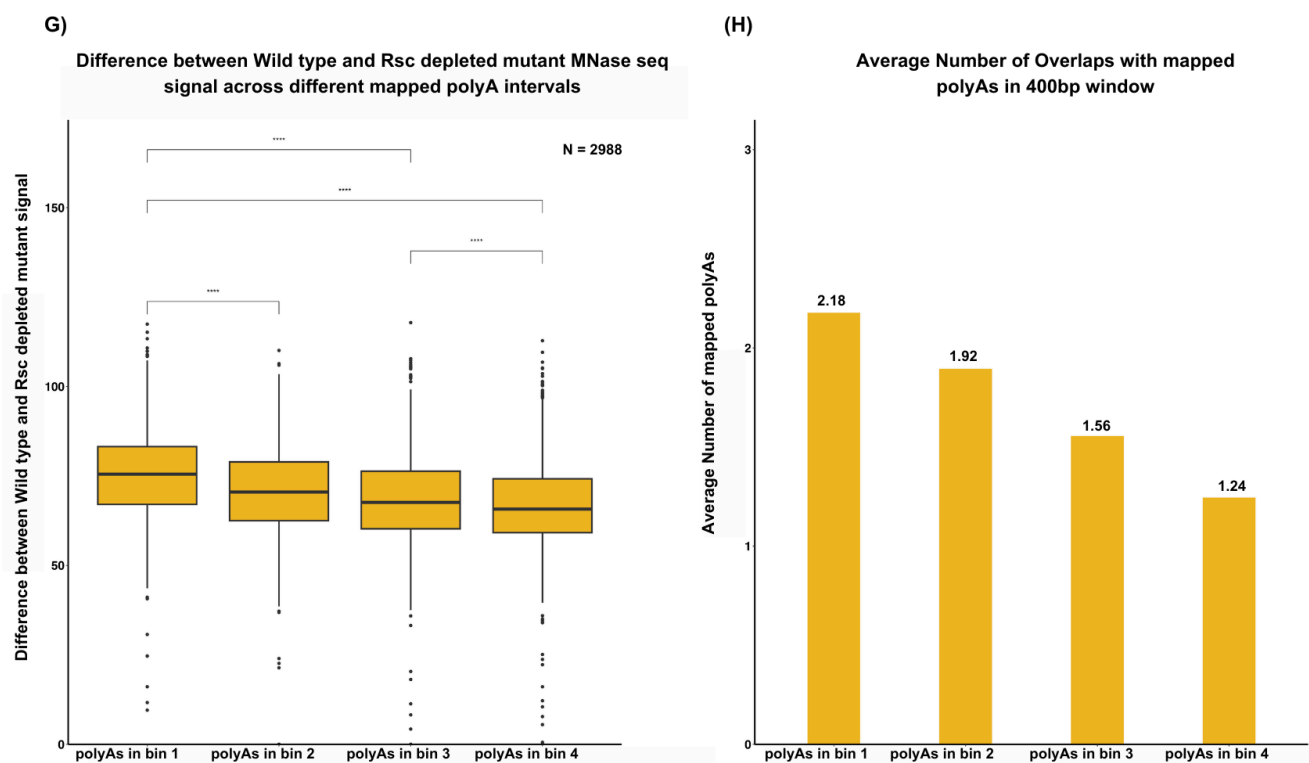 G)
Difference between Wild type and Rsc depleted mutant MNase seq
signal across different mapped polyA intervals
Difference between Wild type and Rsc depleted mutant signal
N = 2988
****
****
****
****
150
100
50
0
polyAs in bin 1
polyAs in bin 2
polyAs in bin 3
polyAs in bin 4
(H)
Average Number of Overlaps with mapped
polyAs in 400bp window
Average Number of mapped polyAs
3
2
1
0
2.18
1.92
1.56
1.24
polyAs in bin 1
polyAs in bin 2
polyAs in bin 3
polyAs in bin 4